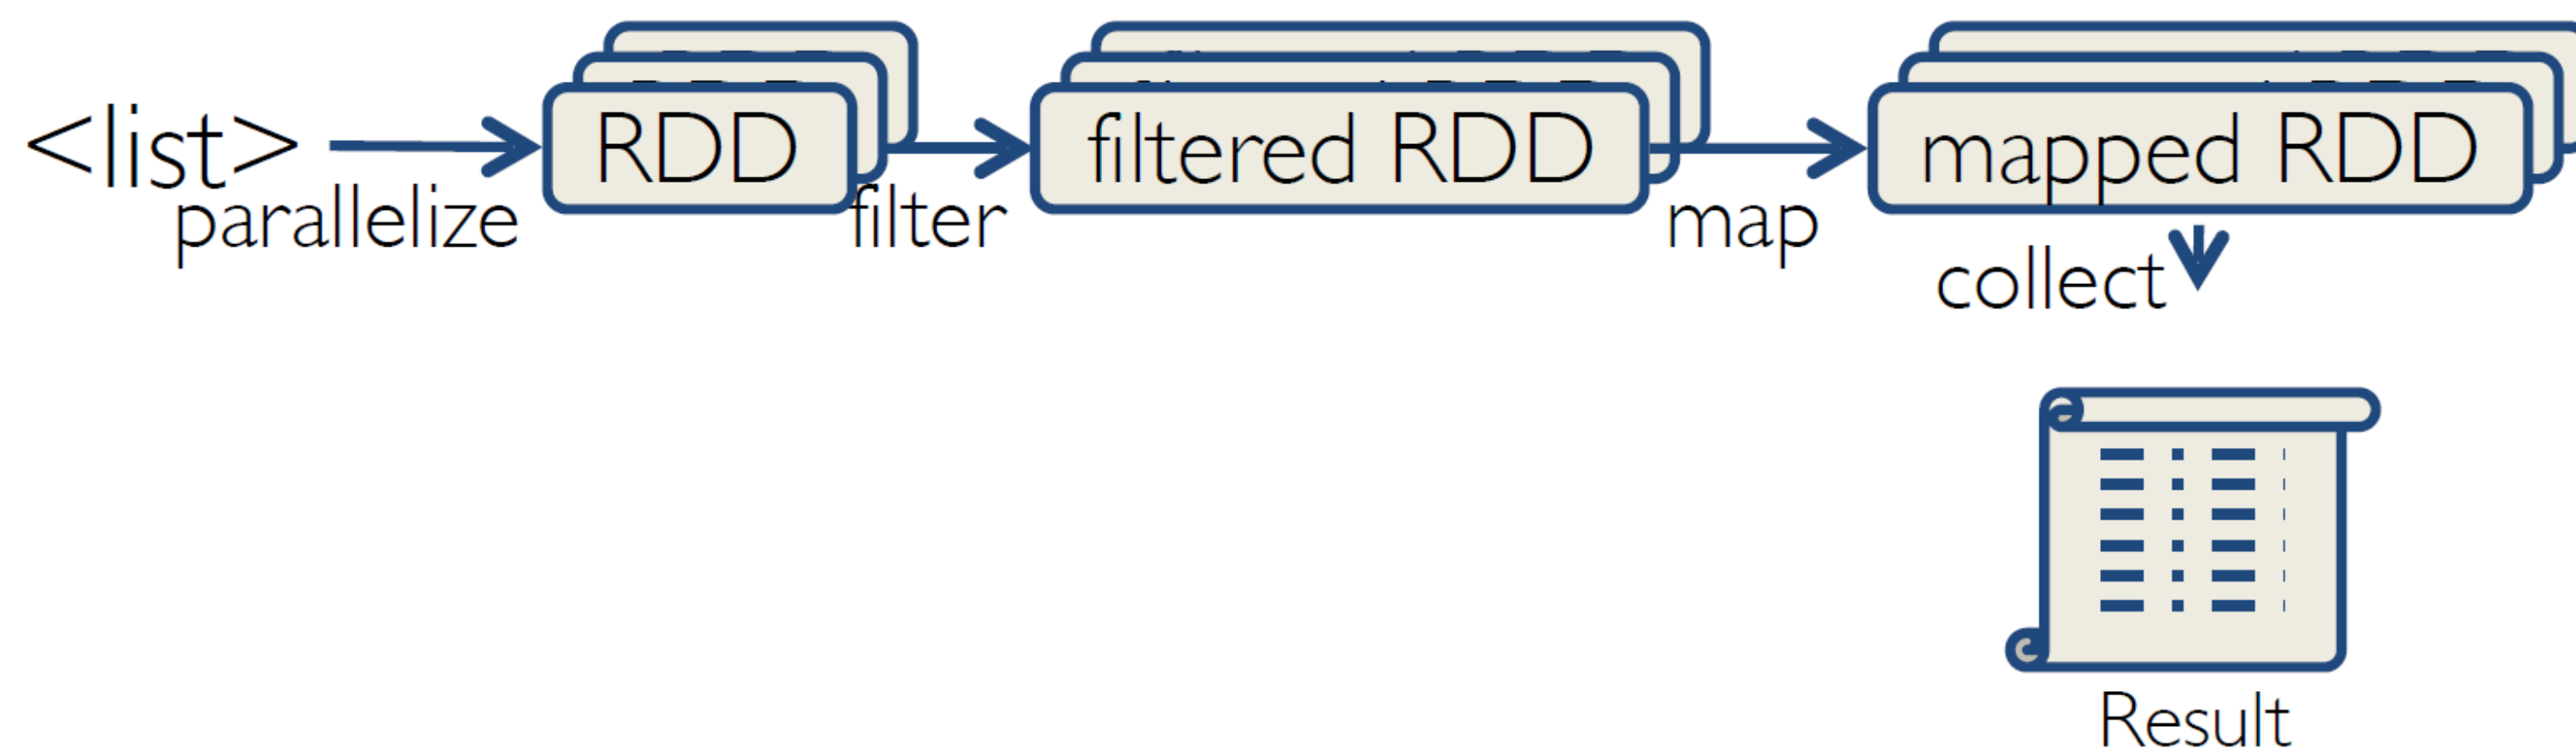 <list>
parallelize
RDD
filter
filtered RDD
map
mapped RDD
collect
Result